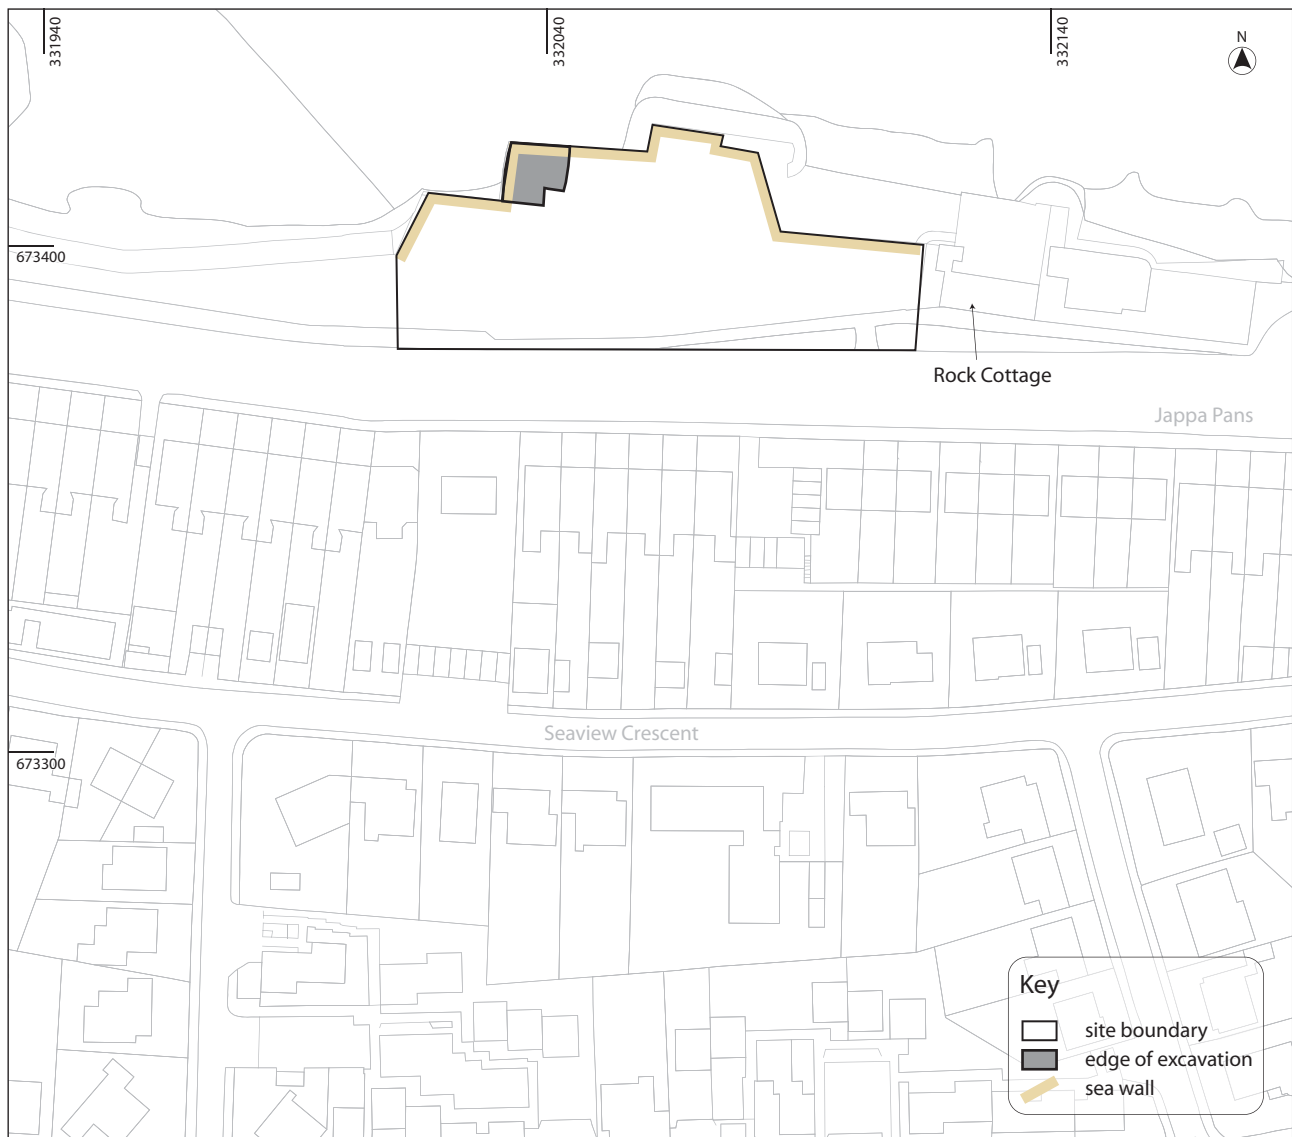 331940
332040
332140
N
673400
Rock Cottage
Jappa Pans
Seaview Crescent
673300
Key
site boundary
edge of excavation
sea wall